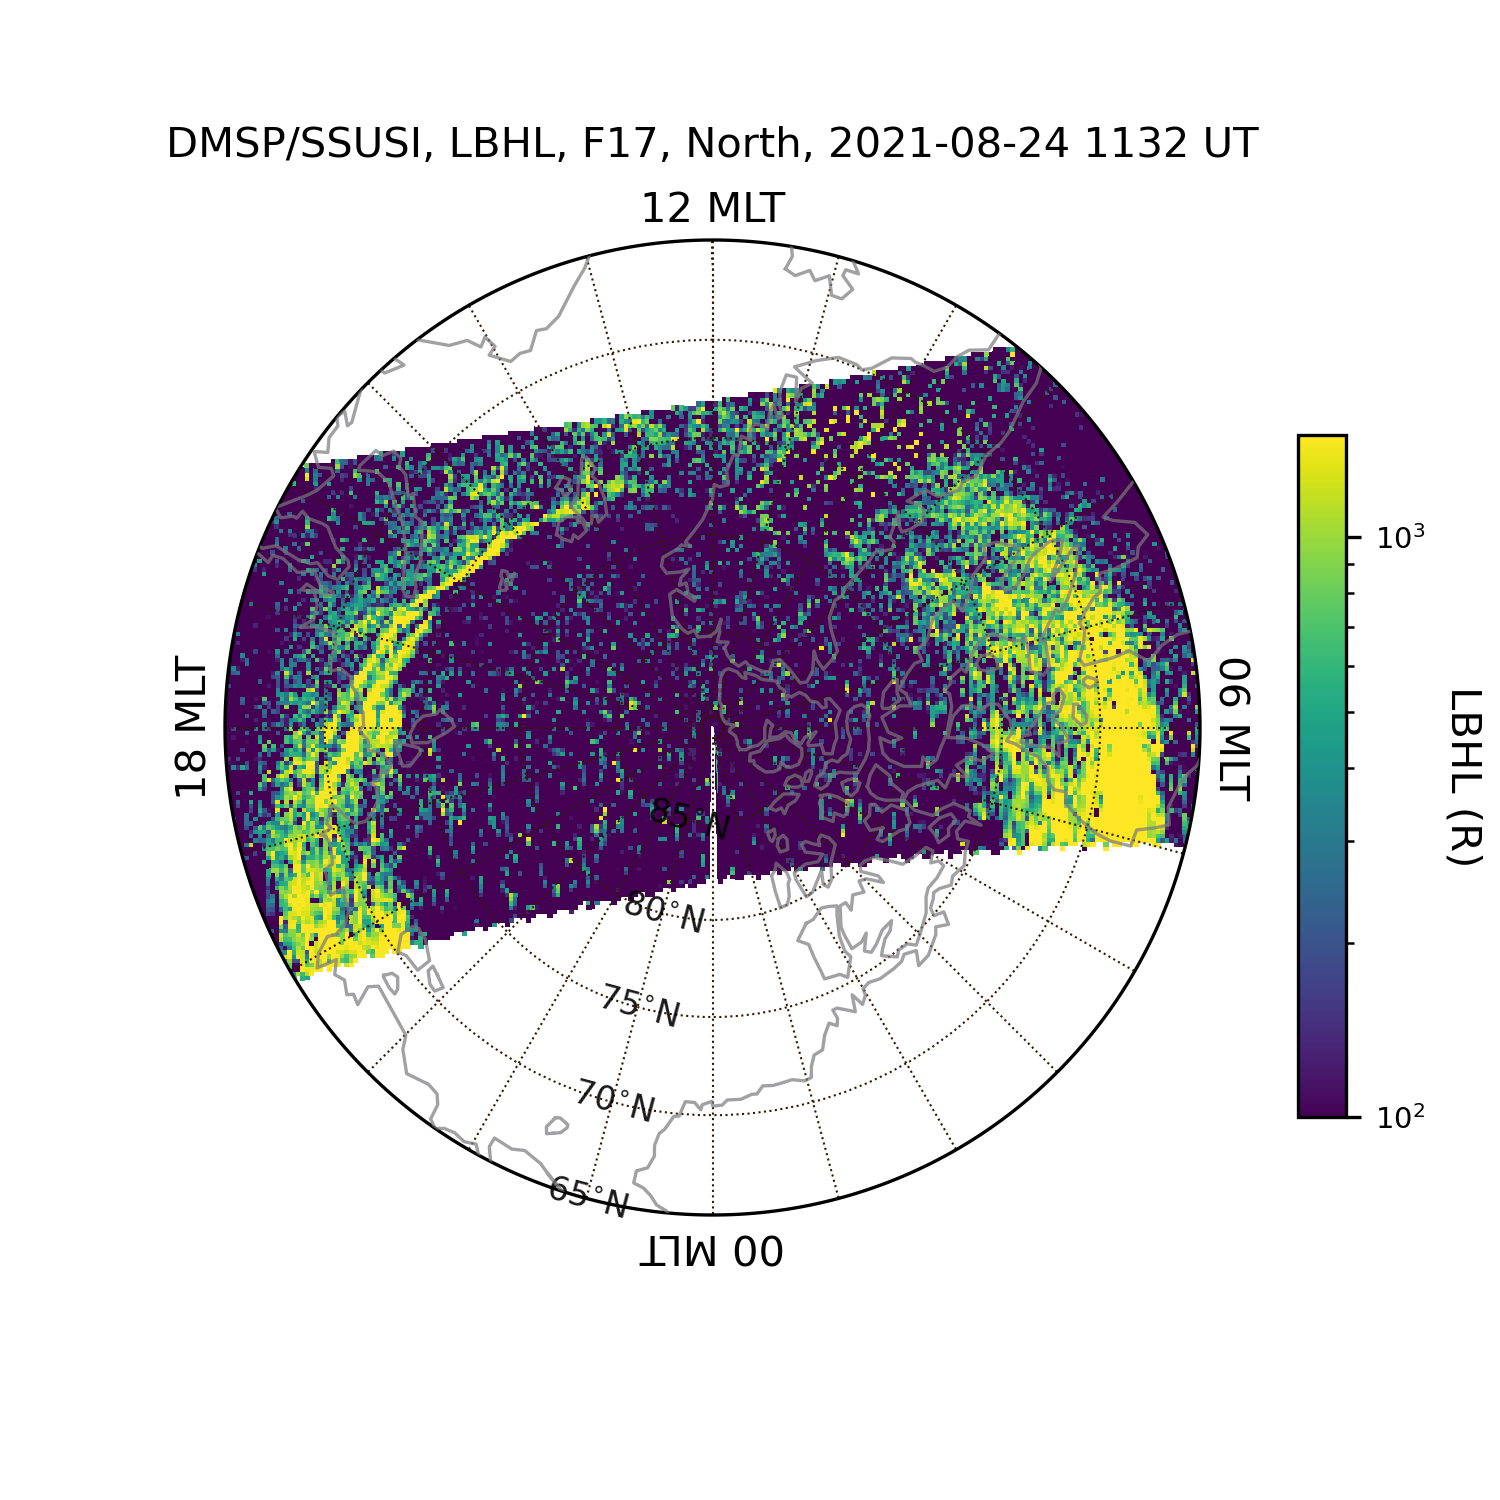 DMSP/SSUSI, LBHL, F17, North, 2021-08-24 1132 UT
12 MLT
18 MLT
06 MLT
00 MLT
85°N
80°N
75°N
70°N
65°N
10³
10²
LBHL (R)